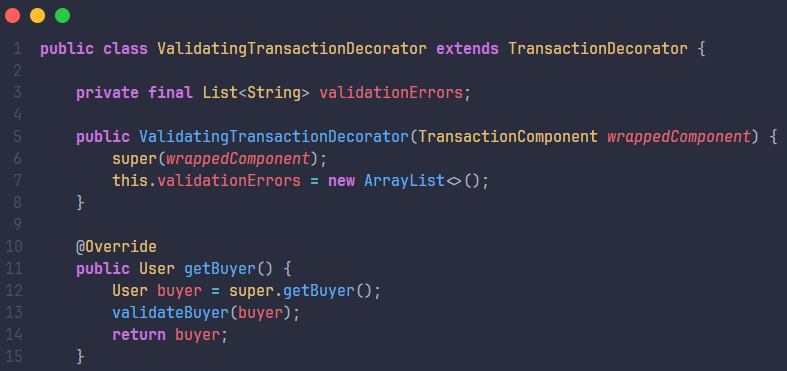 1 public class ValidatingTransactionDecorator extends TransactionDecorator {
2
3     private final List<String> validationErrors;
4
5     public ValidatingTransactionDecorator(TransactionComponent wrappedComponent) {
6         super(wrappedComponent);
7         this.validationErrors = new ArrayList<>();
8     }
9
10     @Override
11     public User getBuyer() {
12         User buyer = super.getBuyer();
13         validateBuyer(buyer);
14         return buyer;
15     }